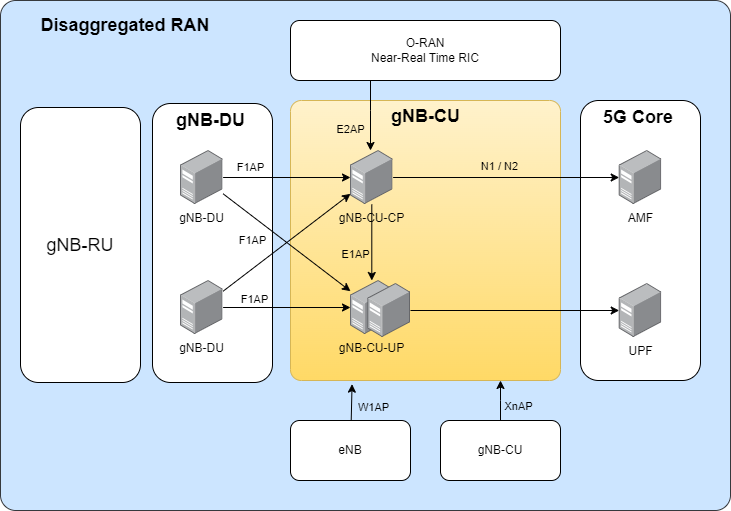 Disaggregated RAN
O-RAN
Near-Real Time RIC
gNB-RU
gNB-DU
gNB-DU
gNB-DU
F1AP
F1AP
F1AP
gNB-CU
E2AP
gNB-CU-CP
E1AP
gNB-CU-UP
N1 / N2
5G Core
AMF
UPF
W1AP
XnAP
eNB
gNB-CU